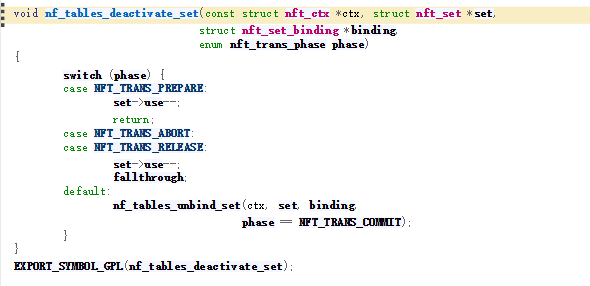 void nf_tables_deactivate_set(const struct nft_ctx *ctx, struct nft_set *set,
struct nft_set_binding *binding,
enum nft_trans_phase phase)
{
switch (phase) {
case NFT_TRANS_PREPARE:
set->use--;
return;
case NFT_TRANS_ABORT:
case NFT_TRANS_RELEASE:
set->use--;
fallthrough;
default:
nf_tables_unbind_set(ctx, set, binding,
phase == NFT_TRANS_COMMIT);
}
}
EXPORT_SYMBOL_GPL(nf_tables_deactivate_set);